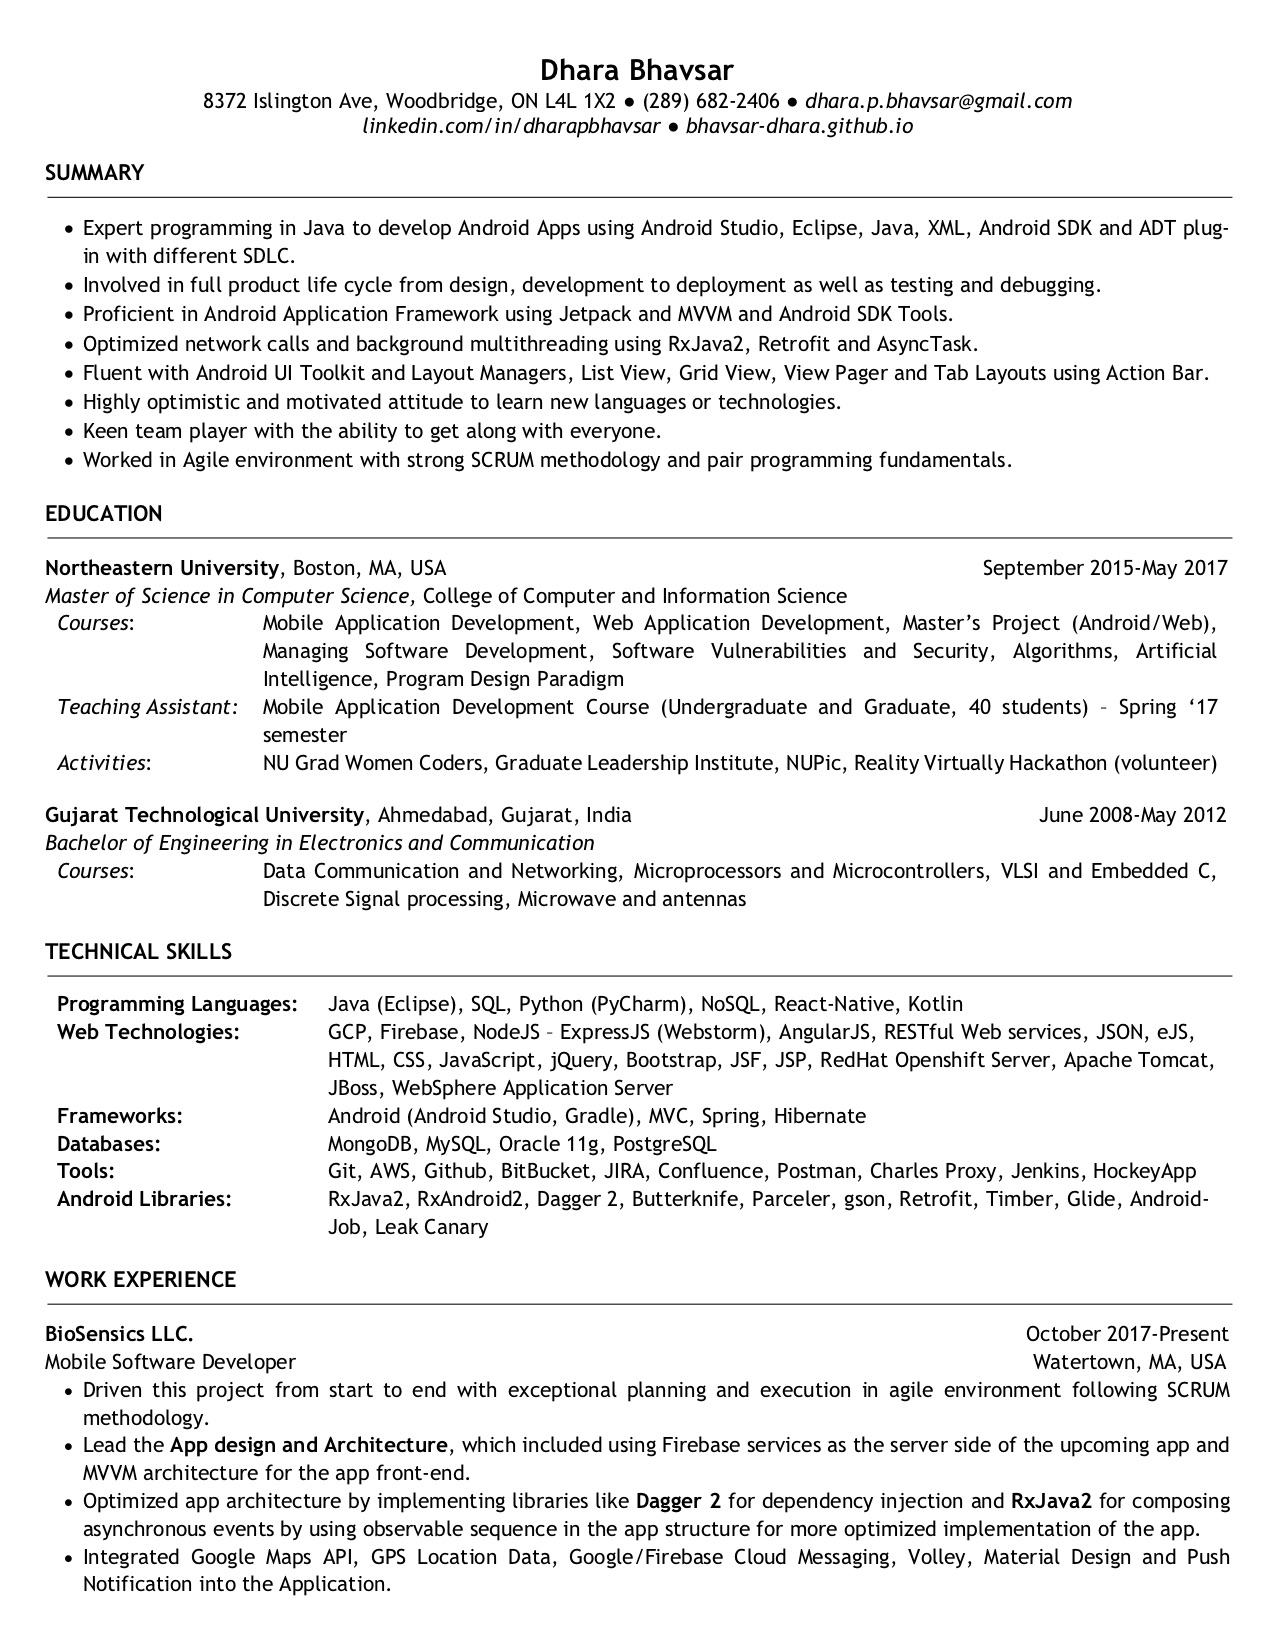 Dhara Bhavsar
8372 Islington Ave, Woodbridge, ON L4L 1X2 ● (289) 682-2406 ● dhara.p.bhavsar@gmail.com
linkedin.com/in/dharapbhavsar ● bhavsar-dhara.github.io
SUMMARY
• Expert programming in Java to develop Android Apps using Android Studio, Eclipse, Java, XML, Android SDK and ADT plug-
in with different SDLC.
• Involved in full product life cycle from design, development to deployment as well as testing and debugging.
• Proficient in Android Application Framework using Jetpack and MVVM and Android SDK Tools.
• Optimized network calls and background multithreading using RxJava2, Retrofit and AsyncTask.
• Fluent with Android UI Toolkit and Layout Managers, List View, Grid View, View Pager and Tab Layouts using Action Bar.
• Highly optimistic and motivated attitude to learn new languages or technologies.
• Keen team player with the ability to get along with everyone.
• Worked in Agile environment with strong SCRUM methodology and pair programming fundamentals.
EDUCATION
Northeastern University, Boston, MA, USA September 2015-May 2017
Master of Science in Computer Science, College of Computer and Information Science
Courses: Mobile Application Development, Web Application Development, Master’s Project (Android/Web),
Managing Software Development, Software Vulnerabilities and Security, Algorithms, Artificial
Intelligence, Program Design Paradigm
Teaching Assistant: Mobile Application Development Course (Undergraduate and Graduate, 40 students) – Spring ‘17
semester
Activities: NU Grad Women Coders, Graduate Leadership Institute, NUPic, Reality Virtually Hackathon (volunteer)
Gujarat Technological University, Ahmedabad, Gujarat, India June 2008-May 2012
Bachelor of Engineering in Electronics and Communication
Courses: Data Communication and Networking, Microprocessors and Microcontrollers, VLSI and Embedded C,
Discrete Signal processing, Microwave and antennas
TECHNICAL SKILLS
Programming Languages: Java (Eclipse), SQL, Python (PyCharm), NoSQL, React-Native, Kotlin
Web Technologies: GCP, Firebase, NodeJS – ExpressJS (Webstorm), AngularJS, RESTful Web services, JSON, eJS,
HTML, CSS, JavaScript, jQuery, Bootstrap, JSF, JSP, RedHat Openshift Server, Apache Tomcat,
JBoss, WebSphere Application Server
Frameworks: Android (Android Studio, Gradle), MVC, Spring, Hibernate
Databases: MongoDB, MySQL, Oracle 11g, PostgreSQL
Tools: Git, AWS, Github, BitBucket, JIRA, Confluence, Postman, Charles Proxy, Jenkins, HockeyApp
Android Libraries: RxJava2, RxAndroid2, Dagger 2, Butterknife, Parceler, gson, Retrofit, Timber, Glide, Android-
Job, Leak Canary
WORK EXPERIENCE
BioSensics LLC. October 2017-Present
Mobile Software Developer Watertown, MA, USA
• Driven this project from start to end with exceptional planning and execution in agile environment following SCRUM
methodology.
• Lead the App design and Architecture, which included using Firebase services as the server side of the upcoming app and
MVVM architecture for the app front-end.
• Optimized app architecture by implementing libraries like Dagger 2 for dependency injection and RxJava2 for composing
asynchronous events by using observable sequence in the app structure for more optimized implementation of the app.
• Integrated Google Maps API, GPS Location Data, Google/Firebase Cloud Messaging, Volley, Material Design and Push
Notification into the Application.